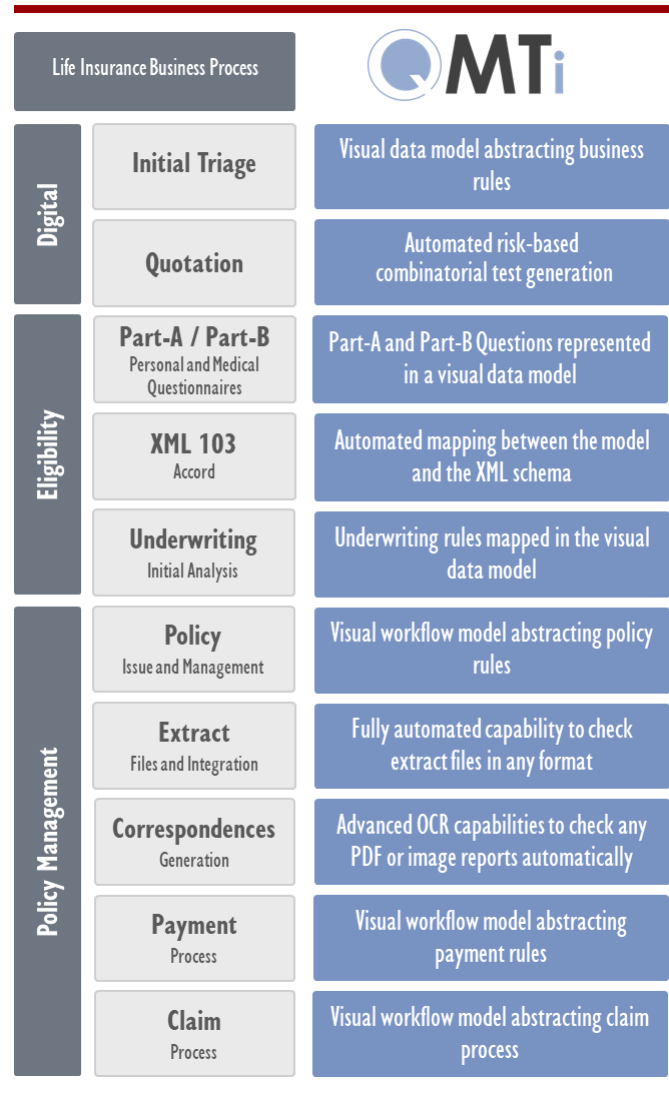 Life Insurance Business Process
QMTi
Digital
Initial Triage
Visual data model abstracting business
rules
Quotation
Automated risk-based
combinatorial test generation
Eligibility
Part-A / Part-B
Personal and Medical
Questionnaires
Part-A and Part-B Questions represented
in a visual data model
XML 103
Accord
Automated mapping between the model
and the XML schema
Underwriting
Initial Analysis
Underwriting rules mapped in the visual
data model
Policy Management
Policy
Issue and Management
Visual workflow model abstracting policy
rules
Extract
Files and Integration
Fully automated capability to check
extract files in any format
Correspondences
Generation
Advanced OCR capabilities to check any
PDF or image reports automatically
Payment
Process
Visual workflow model abstracting
payment rules
Claim
Process
Visual workflow model abstracting claim
process